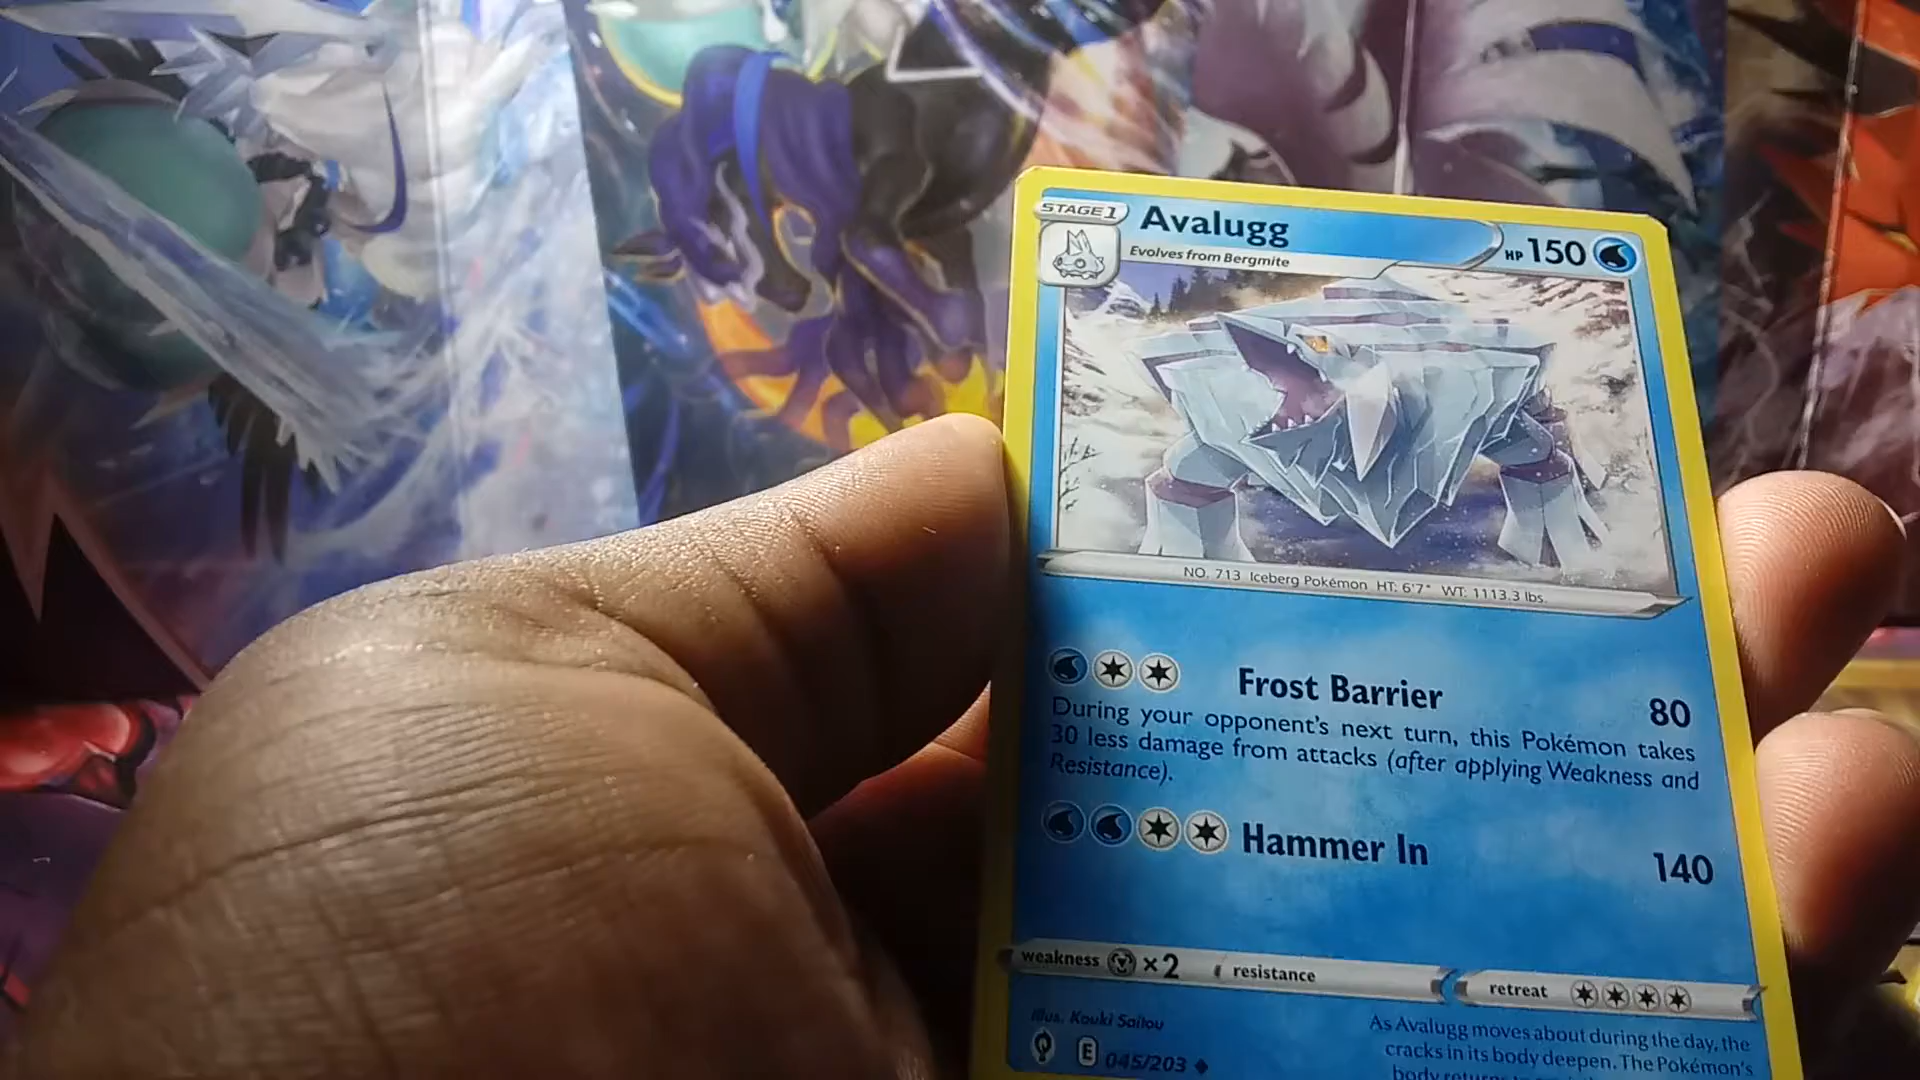 STAGE 1
Avalugg
HP 150
Evolves from Bergmite
NO. 713 Iceberg Pokémon HT: 6'7" WT: 1113.3 lbs.
Frost Barrier 80
During your opponent's next turn, this Pokémon takes
30 less damage from attacks (after applying Weakness and
Resistance).
Hammer In 140
weakness ×2 resistance retreat
Illus. Kouki Saitou
As Avalugg moves about during the day, the
E 045/203
cracks in its body deepen. The Pokémon's
body returns